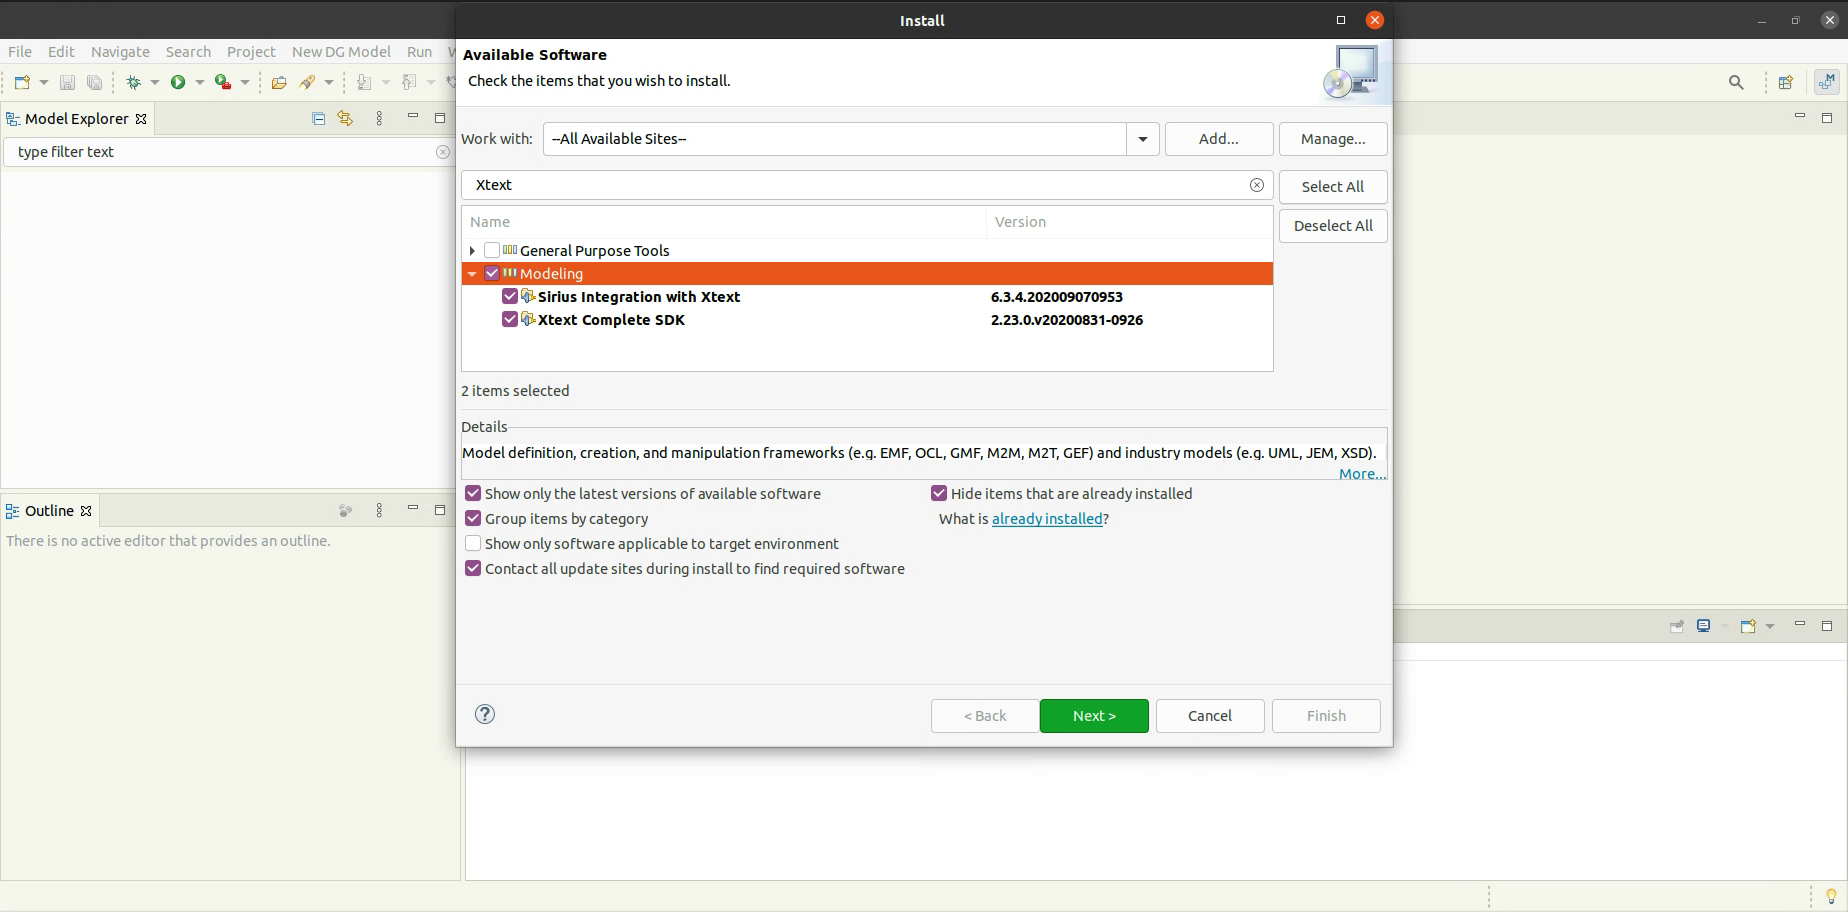 Install
File Edit Navigate Search Project New DG Model Run
Available Software
Check the items that you wish to install.
Model Explorer
type filter text
Work with: --All Available Sites-- Add... Manage...
Xtext Select All
Name Version Deselect All
General Purpose Tools
Modeling
Sirius Integration with Xtext 6.3.4.202009070953
Xtext Complete SDK 2.23.0.v20200831-0926
2 items selected
Details
Model definition, creation, and manipulation frameworks (e.g. EMF, OCL, GMF, M2M, M2T, GEF) and industry models (e.g. UML, JEM, XSD).
More...
Show only the latest versions of available software Hide items that are already installed
Group items by category What is already installed?
Show only software applicable to target environment
Contact all update sites during install to find required software
Outline
There is no active editor that provides an outline.
< Back Next > Cancel Finish